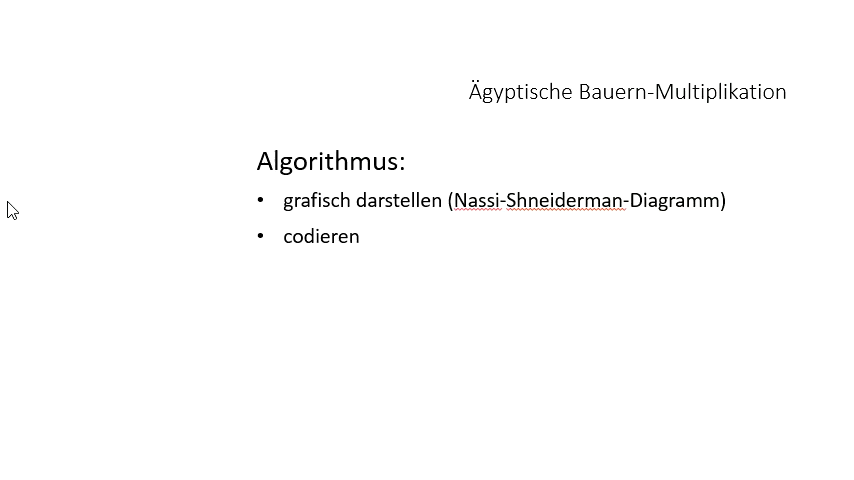 Ägyptische Bauern-Multiplikation
Algorithmus:
• grafisch darstellen (Nassi-Shneiderman-Diagramm)
• codieren